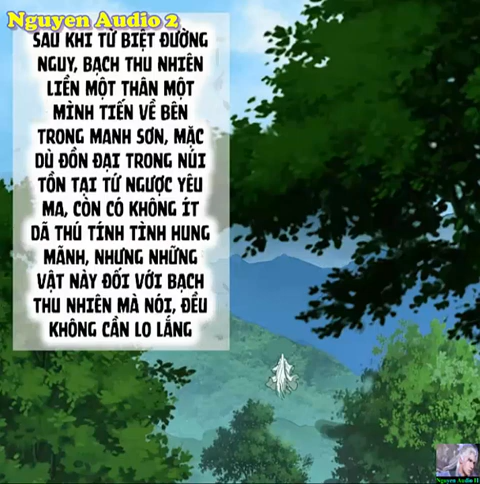 Nguyen Audio 2
SAU KHI TỪ BIỆT ĐƯỜNG
NGUY, BẠCH THU NHIÊN
LIỀN MỘT THÂN MỘT
MÌNH TIẾN VỀ BÊN
TRONG MANH SƠN, MẶC
DÙ ĐỒN ĐẠI TRONG NÚI
TỒN TẠI TỨ NGƯỢC YÊU
MA, CÒN CÓ KHÔNG ÍT
DÃ THÚ TÍNH TÌNH HUNG
MÃNH, NHƯNG NHỮNG
VẬT NÀY ĐỐI VỚI BẠCH
THU NHIÊN MÀ NÓI, ĐỀU
KHÔNG CẦN LO LẮNG
Nguyen Audio II